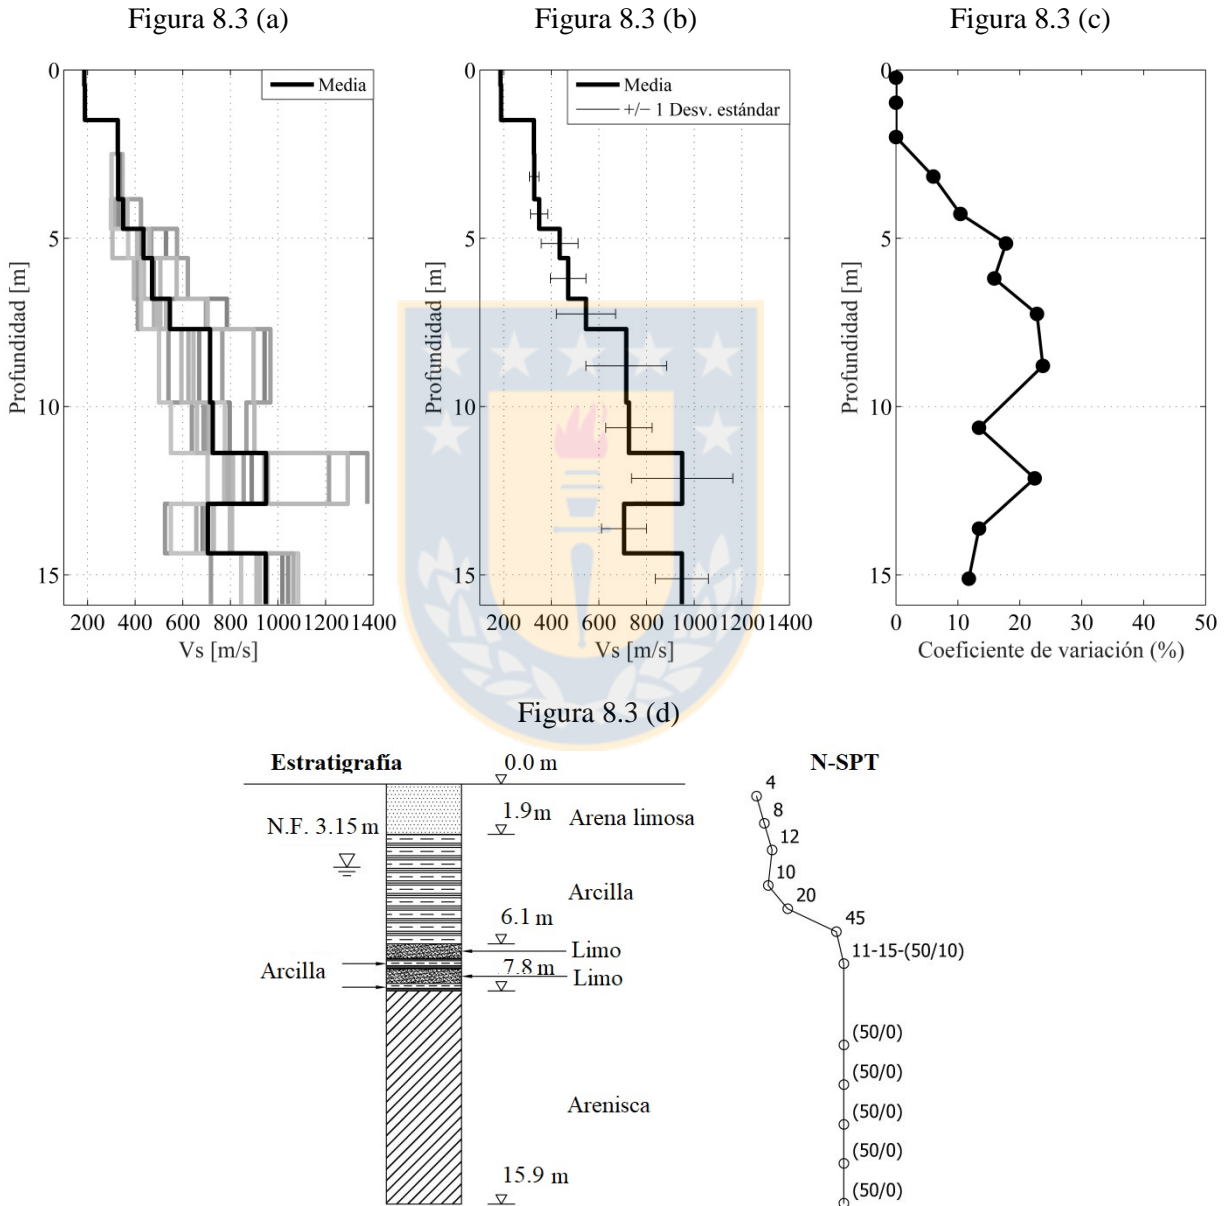 Figura 8.3 (a)
Figura 8.3 (b)
Figura 8.3 (c)
Media
0
5
10
15
200 400 600 800 1000 1200 1400
Profundidad [m]
Vs [m/s]
Media
+/− 1 Desv. estándar
0
5
10
15
200 400 600 800 1000 1200 1400
Profundidad [m]
Vs [m/s]
0
5
10
15
0 10 20 30 40 50
Profundidad [m]
Coeficiente de variación (%)
Figura 8.3 (d)
Estratigrafía
0.0 m
N-SPT
1.9m
Arena limosa
N.F. 3.15 m
Arcilla
6.1 m
Limo
Arcilla
7.8 m
Limo
Arenisca
15.9 m
4
8
12
10
20
45
11-15-(50/10)
(50/0)
(50/0)
(50/0)
(50/0)
(50/0)